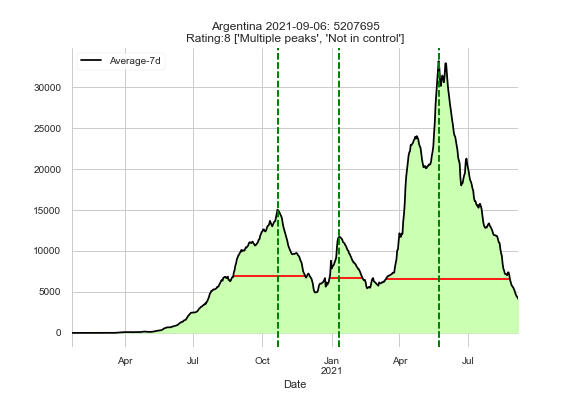 Argentina 2021-09-06: 5207695
Rating:8 ['Multiple peaks', 'Not in control']
Average-7d
30000
25000
20000
15000
10000
5000
0
Apr Jul Oct Jan Apr Jul
2021
Date